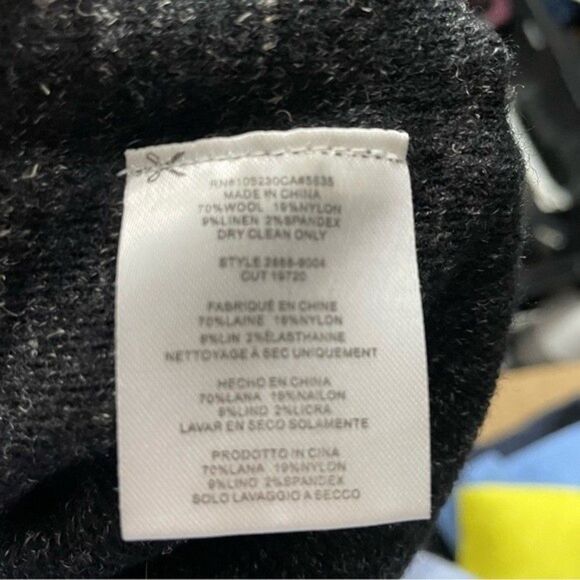 RN#105230CA#5635
MADE IN CHINA
70%WOOL 19%NYLON
9%LINEN 2%SPANDEX
DRY CLEAN ONLY
STYLE 2668-9004
CUT 19720
FABRIQUÉ EN CHINE
70%LAINE 19%NYLON
9%LIN 2%ÉLASTHANNE
NETTOYAGE À SEC UNIQUEMENT
HECHO EN CHINA
70%LANA 19%NAILON
9%LINO 2%LICRA
LAVAR EN SECO SOLAMENTE
PRODOTTO IN CINA
70%LANA 19%NYLON
9%LINO 2%SPANDEX
SOLO LAVAGGIO A SECCO